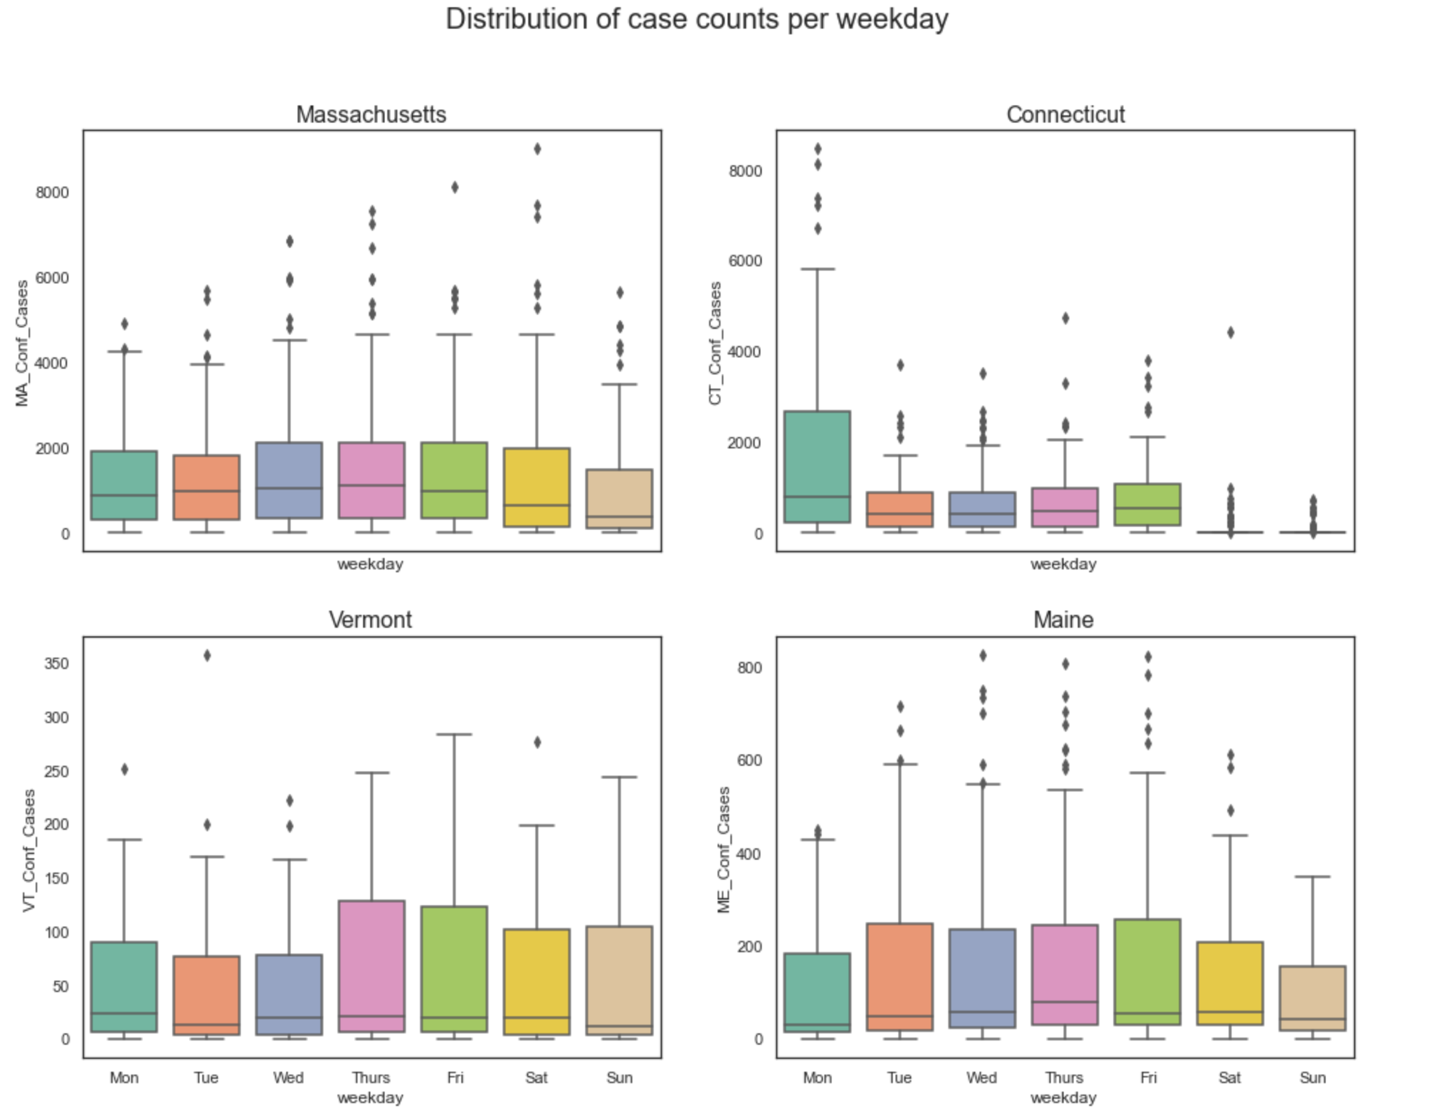 Distribution of case counts per weekday
Massachusetts
MA_Conf_Cases
8000
6000
4000
2000
0
weekday
Connecticut
CT_Conf_Cases
8000
6000
4000
2000
0
weekday
Vermont
VT_Conf_Cases
350
300
250
200
150
100
50
0
Mon Tue Wed Thurs Fri Sat Sun
weekday
Maine
ME_Conf_Cases
800
600
400
200
0
Mon Tue Wed Thurs Fri Sat Sun
weekday